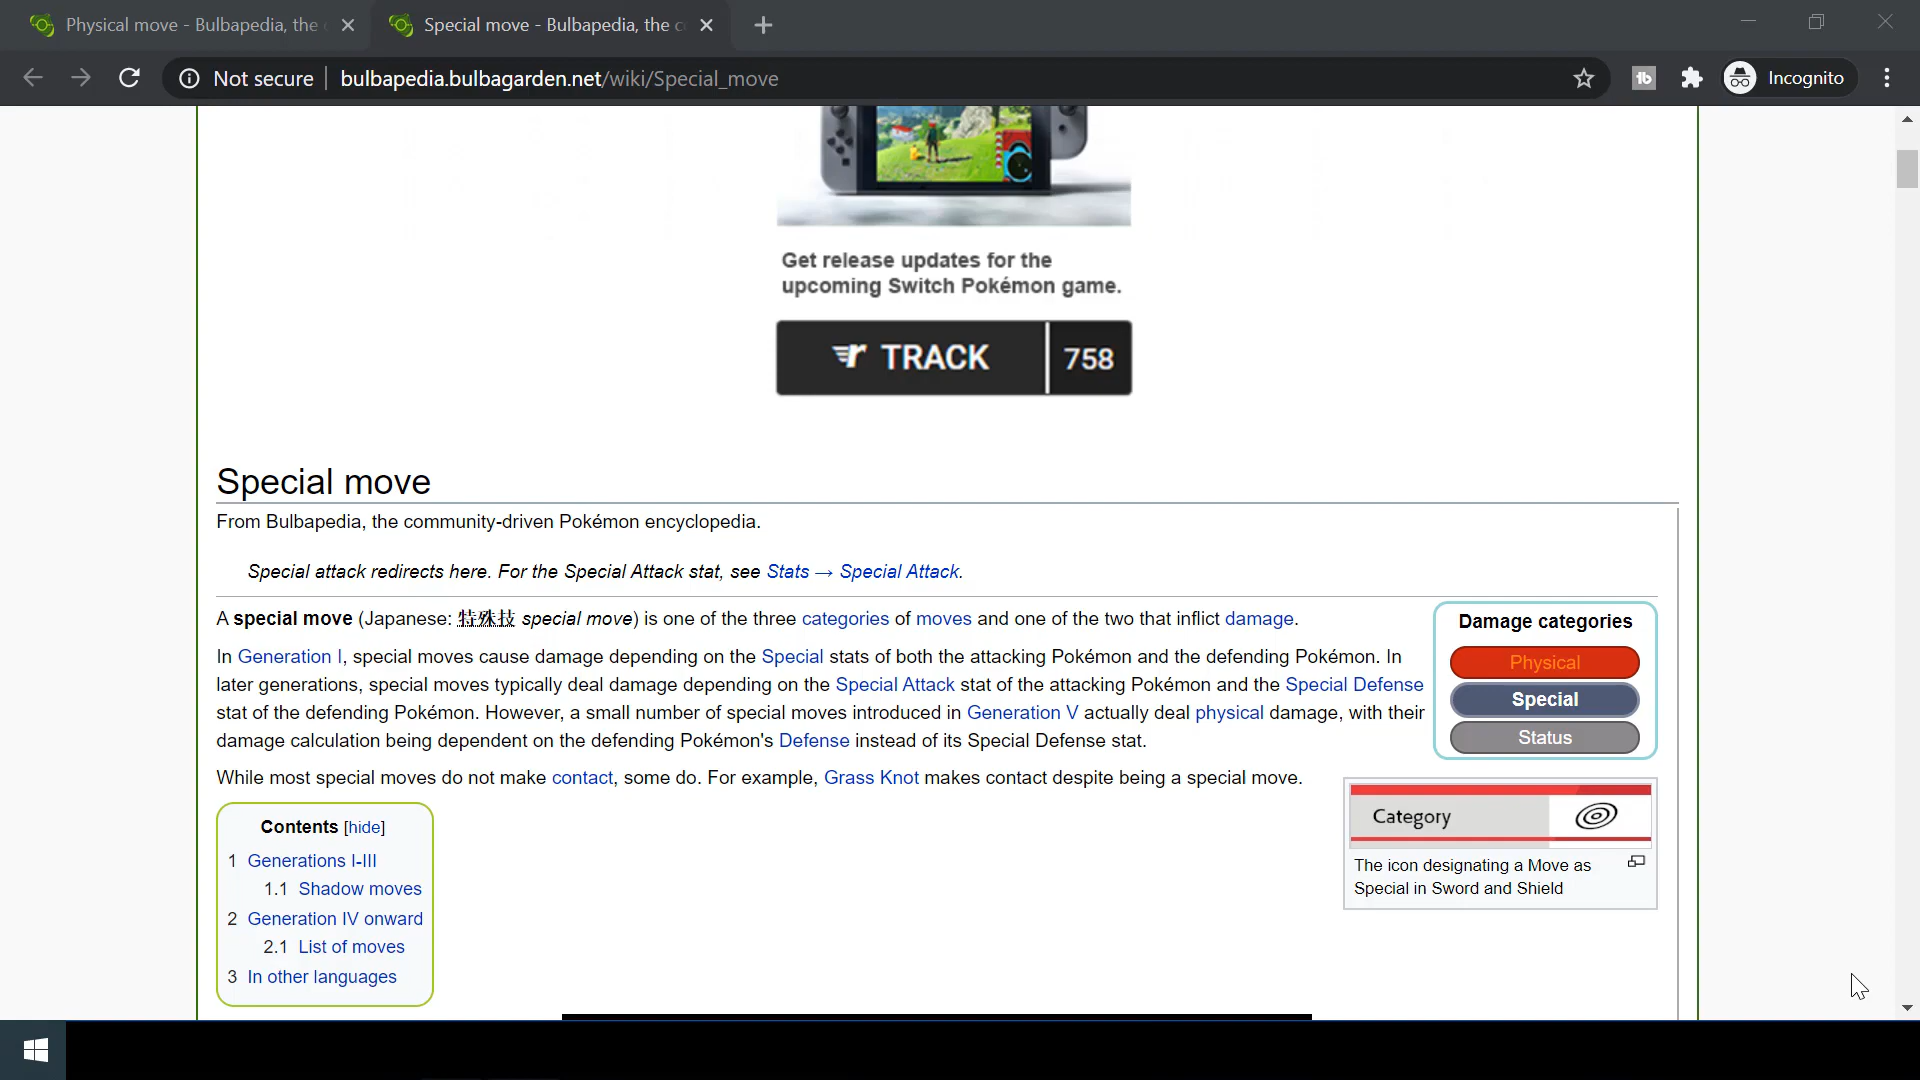 Physical move - Bulbapedia, the
Special move - Bulbapedia, the c
Not secure
bulbapedia.bulbagarden.net/wiki/Special_move
Incognito
Get release updates for the
upcoming Switch Pokémon game.
TRACK 758
Special move
From Bulbapedia, the community-driven Pokémon encyclopedia.
Special attack redirects here. For the Special Attack stat, see Stats → Special Attack.
A special move (Japanese: 特殊技 special move) is one of the three categories of moves and one of the two that inflict damage.
In Generation I, special moves cause damage depending on the Special stats of both the attacking Pokémon and the defending Pokémon. In
later generations, special moves typically deal damage depending on the Special Attack stat of the attacking Pokémon and the Special Defense
stat of the defending Pokémon. However, a small number of special moves introduced in Generation V actually deal physical damage, with their
damage calculation being dependent on the defending Pokémon's Defense instead of its Special Defense stat.
While most special moves do not make contact, some do. For example, Grass Knot makes contact despite being a special move.
Damage categories
Physical
Special
Status
Category
The icon designating a Move as
Special in Sword and Shield
Contents [hide]
1 Generations I-III
1.1 Shadow moves
2 Generation IV onward
2.1 List of moves
3 In other languages